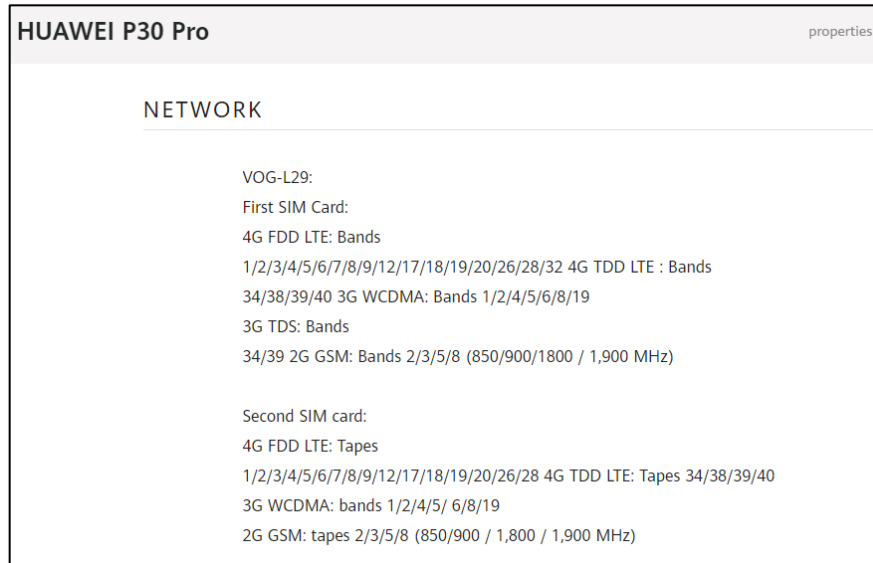 HUAWEI P30 Pro
properties
NETWORK
VOG-L29:
First SIM Card:
4G FDD LTE: Bands
1/2/3/4/5/6/7/8/9/12/17/18/19/20/26/28/32 4G TDD LTE : Bands
34/38/39/40 3G WCDMA: Bands 1/2/4/5/6/8/19
3G TDS: Bands
34/39 2G GSM: Bands 2/3/5/8 (850/900/1800 / 1,900 MHz)
Second SIM card:
4G FDD LTE: Tapes
1/2/3/4/5/6/7/8/9/12/17/18/19/20/26/28 4G TDD LTE: Tapes 34/38/39/40
3G WCDMA: bands 1/2/4/5/ 6/8/19
2G GSM: tapes 2/3/5/8 (850/900 / 1,800 / 1,900 MHz)